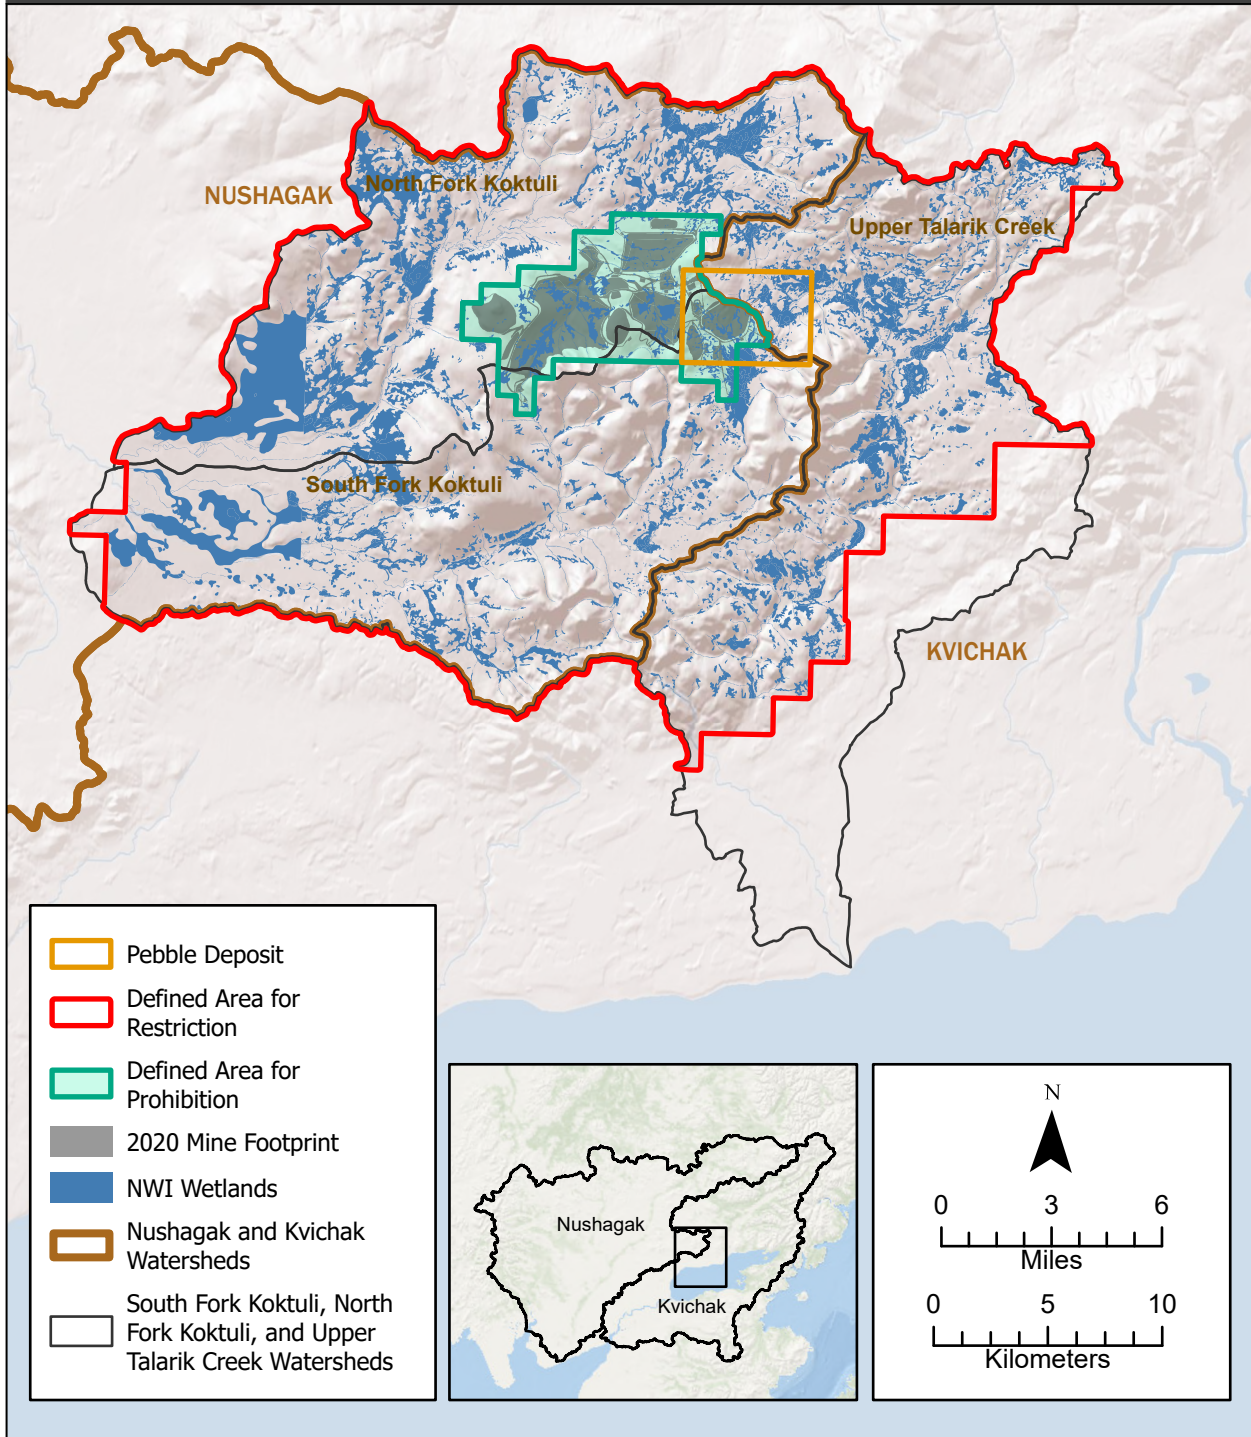 NUSHAGAK
North Fork Koktuli
Upper Talarik Creek
South Fork Koktuli
KVICHAK
Pebble Deposit
Defined Area for
Restriction
Defined Area for
Prohibition
2020 Mine Footprint
NWI Wetlands
Nushagak and Kvichak
Watersheds
South Fork Koktuli, North
Fork Koktuli, and Upper
Talarik Creek Watersheds
Nushagak
Kvichak
N
0 3 6
Miles
0 5 10
Kilometers